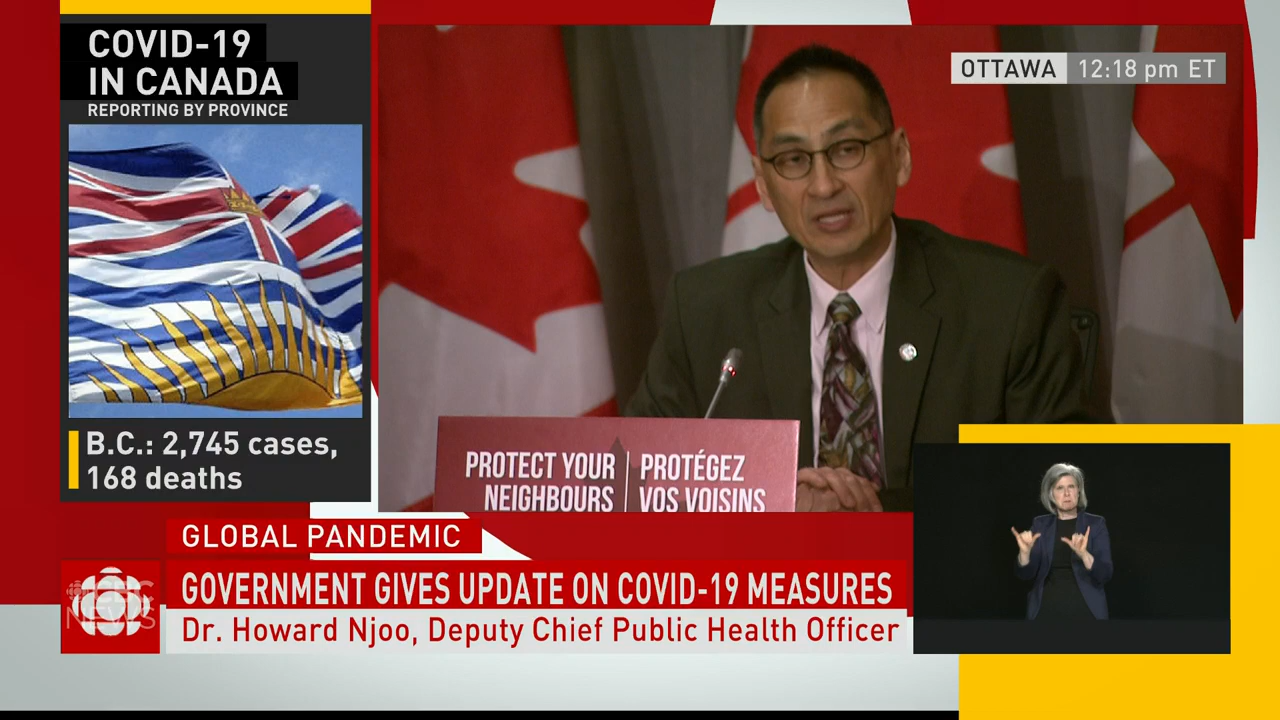 COVID-19
IN CANADA
REPORTING BY PROVINCE
B.C.: 2,745 cases,
168 deaths
OTTAWA 12:18 pm ET
PROTECT YOUR
NEIGHBOURS
PROTÉGEZ
VOS VOISINS
GLOBAL PANDEMIC
GOVERNMENT GIVES UPDATE ON COVID-19 MEASURES
Dr. Howard Njoo, Deputy Chief Public Health Officer
CBC
NEWS